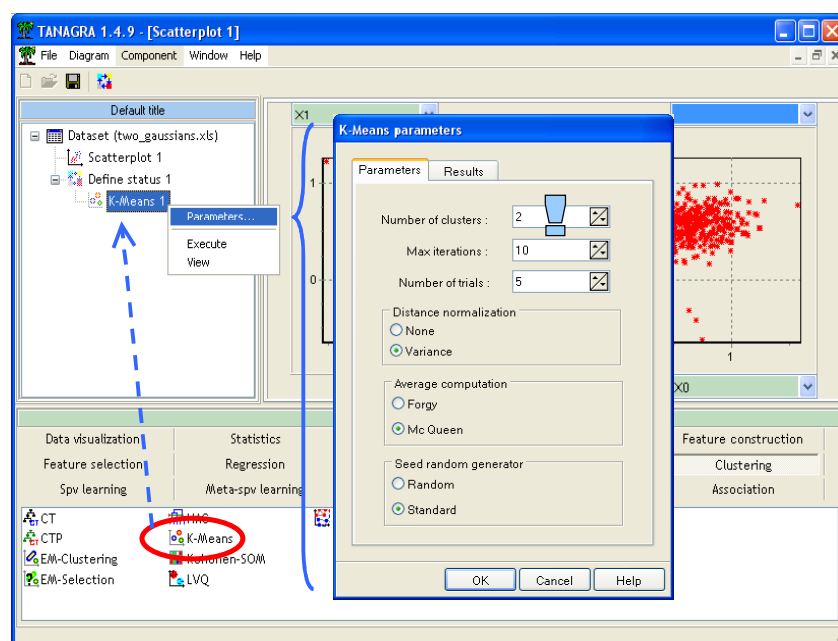 TANAGRA 1.4.9 - [Scatterplot 1]
File Diagram Component Window Help
Default title
Dataset (two_gaussians.xls)
Scatterplot 1
Define status 1
K-Means 1
Parameters...
Execute
View
X1
1
0
1
X0
K-Means parameters
Parameters Results
Number of clusters : 2
Max iterations : 10
Number of trials : 5
Distance normalization
None
Variance
Average computation
Forgy
Mc Queen
Seed random generator
Random
Standard
OK Cancel Help
Data visualization Statistics
Feature construction
Feature selection Regression
Clustering
Spv learning Meta-spv learning
Association
CT HAC
CTP K-Means
EM-Clustering Kohonen-SOM
EM-Selection LVQ